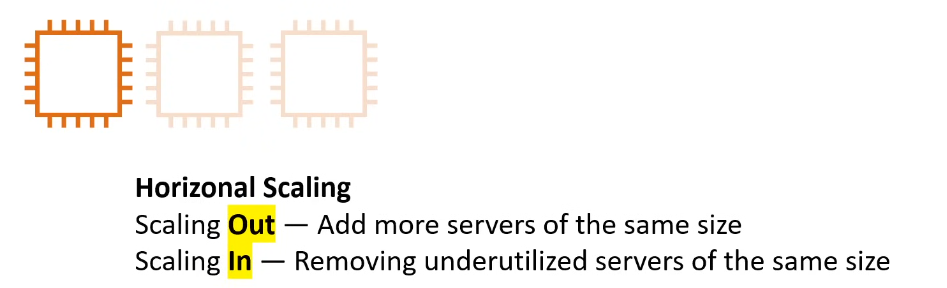 Horizonal Scaling
Scaling Out — Add more servers of the same size
Scaling In — Removing underutilized servers of the same size